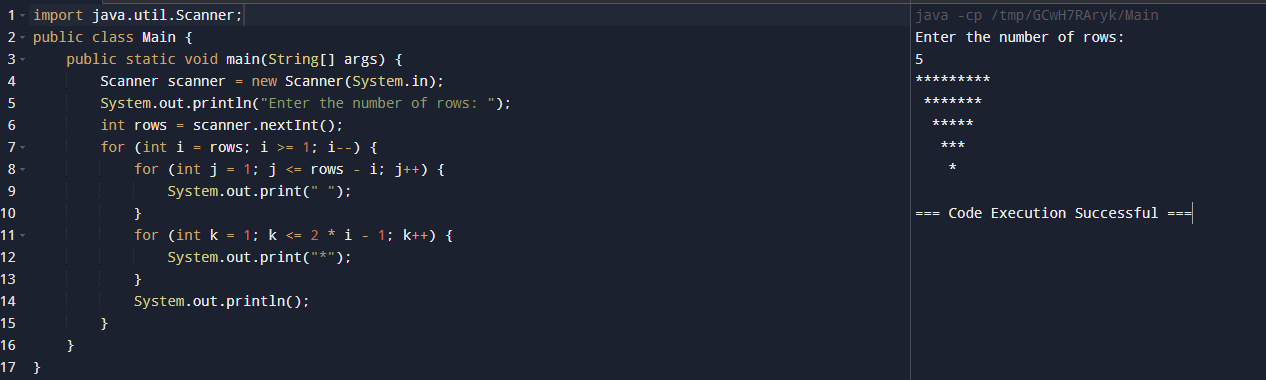 1 import java.util.Scanner;
2 public class Main {
3     public static void main(String[] args) {
4         Scanner scanner = new Scanner(System.in);
5         System.out.println("Enter the number of rows: ");
6         int rows = scanner.nextInt();
7         for (int i = rows; i >= 1; i--) {
8             for (int j = 1; j <= rows - i; j++) {
9                 System.out.print(" ");
10             }
11             for (int k = 1; k <= 2 * i - 1; k++) {
12                 System.out.print("*");
13             }
14             System.out.println();
15         }
16     }
17 }
java -cp /tmp/GCwH7RAryk/Main
Enter the number of rows:
5
*********
 *******
  *****
   ***
    *
=== Code Execution Successful ===